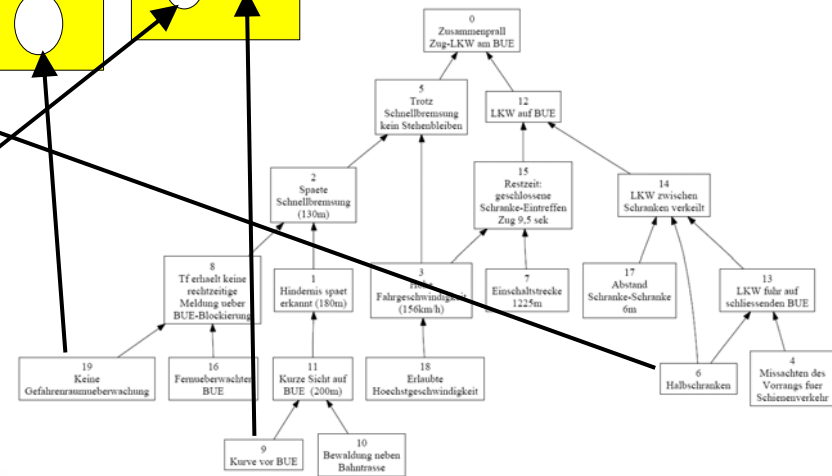 0
Zusammenprall
Zug-LKW am BUE
5
Trotz
Schnellbremsung
kein Stehenbleiben
12
LKW auf BUE
2
Spaete
Schnellbremsung
(130m)
15
Restzeit:
geschlossene
Schranke-Eintreffen
Zug 9,5 sek
14
LKW zwischen
Schranken verkeilt
8
Tf erhaelt keine
rechtzeitige
Meldung ueber
BUE-Blockierung
1
Hindernis spaet
erkannt (180m)
3
Hohe
Fahrgeschwindigkeit
(156km/h)
7
Einschaltstrecke
1225m
17
Abstand
Schranke-Schranke
6m
13
LKW fuhr auf
schliessenden BUE
19
Keine
Gefahrenraumueberwachung
16
Fernueberwachter
BUE
11
Kurze Sicht auf
BUE (200m)
18
Erlaubte
Hoechstgeschwindigkeit
6
Halbschranken
4
Missachten des
Vorrangs fuer
Schienenverkehr
9
Kurve vor BUE
10
Bewaldung neben
Bahntrasse